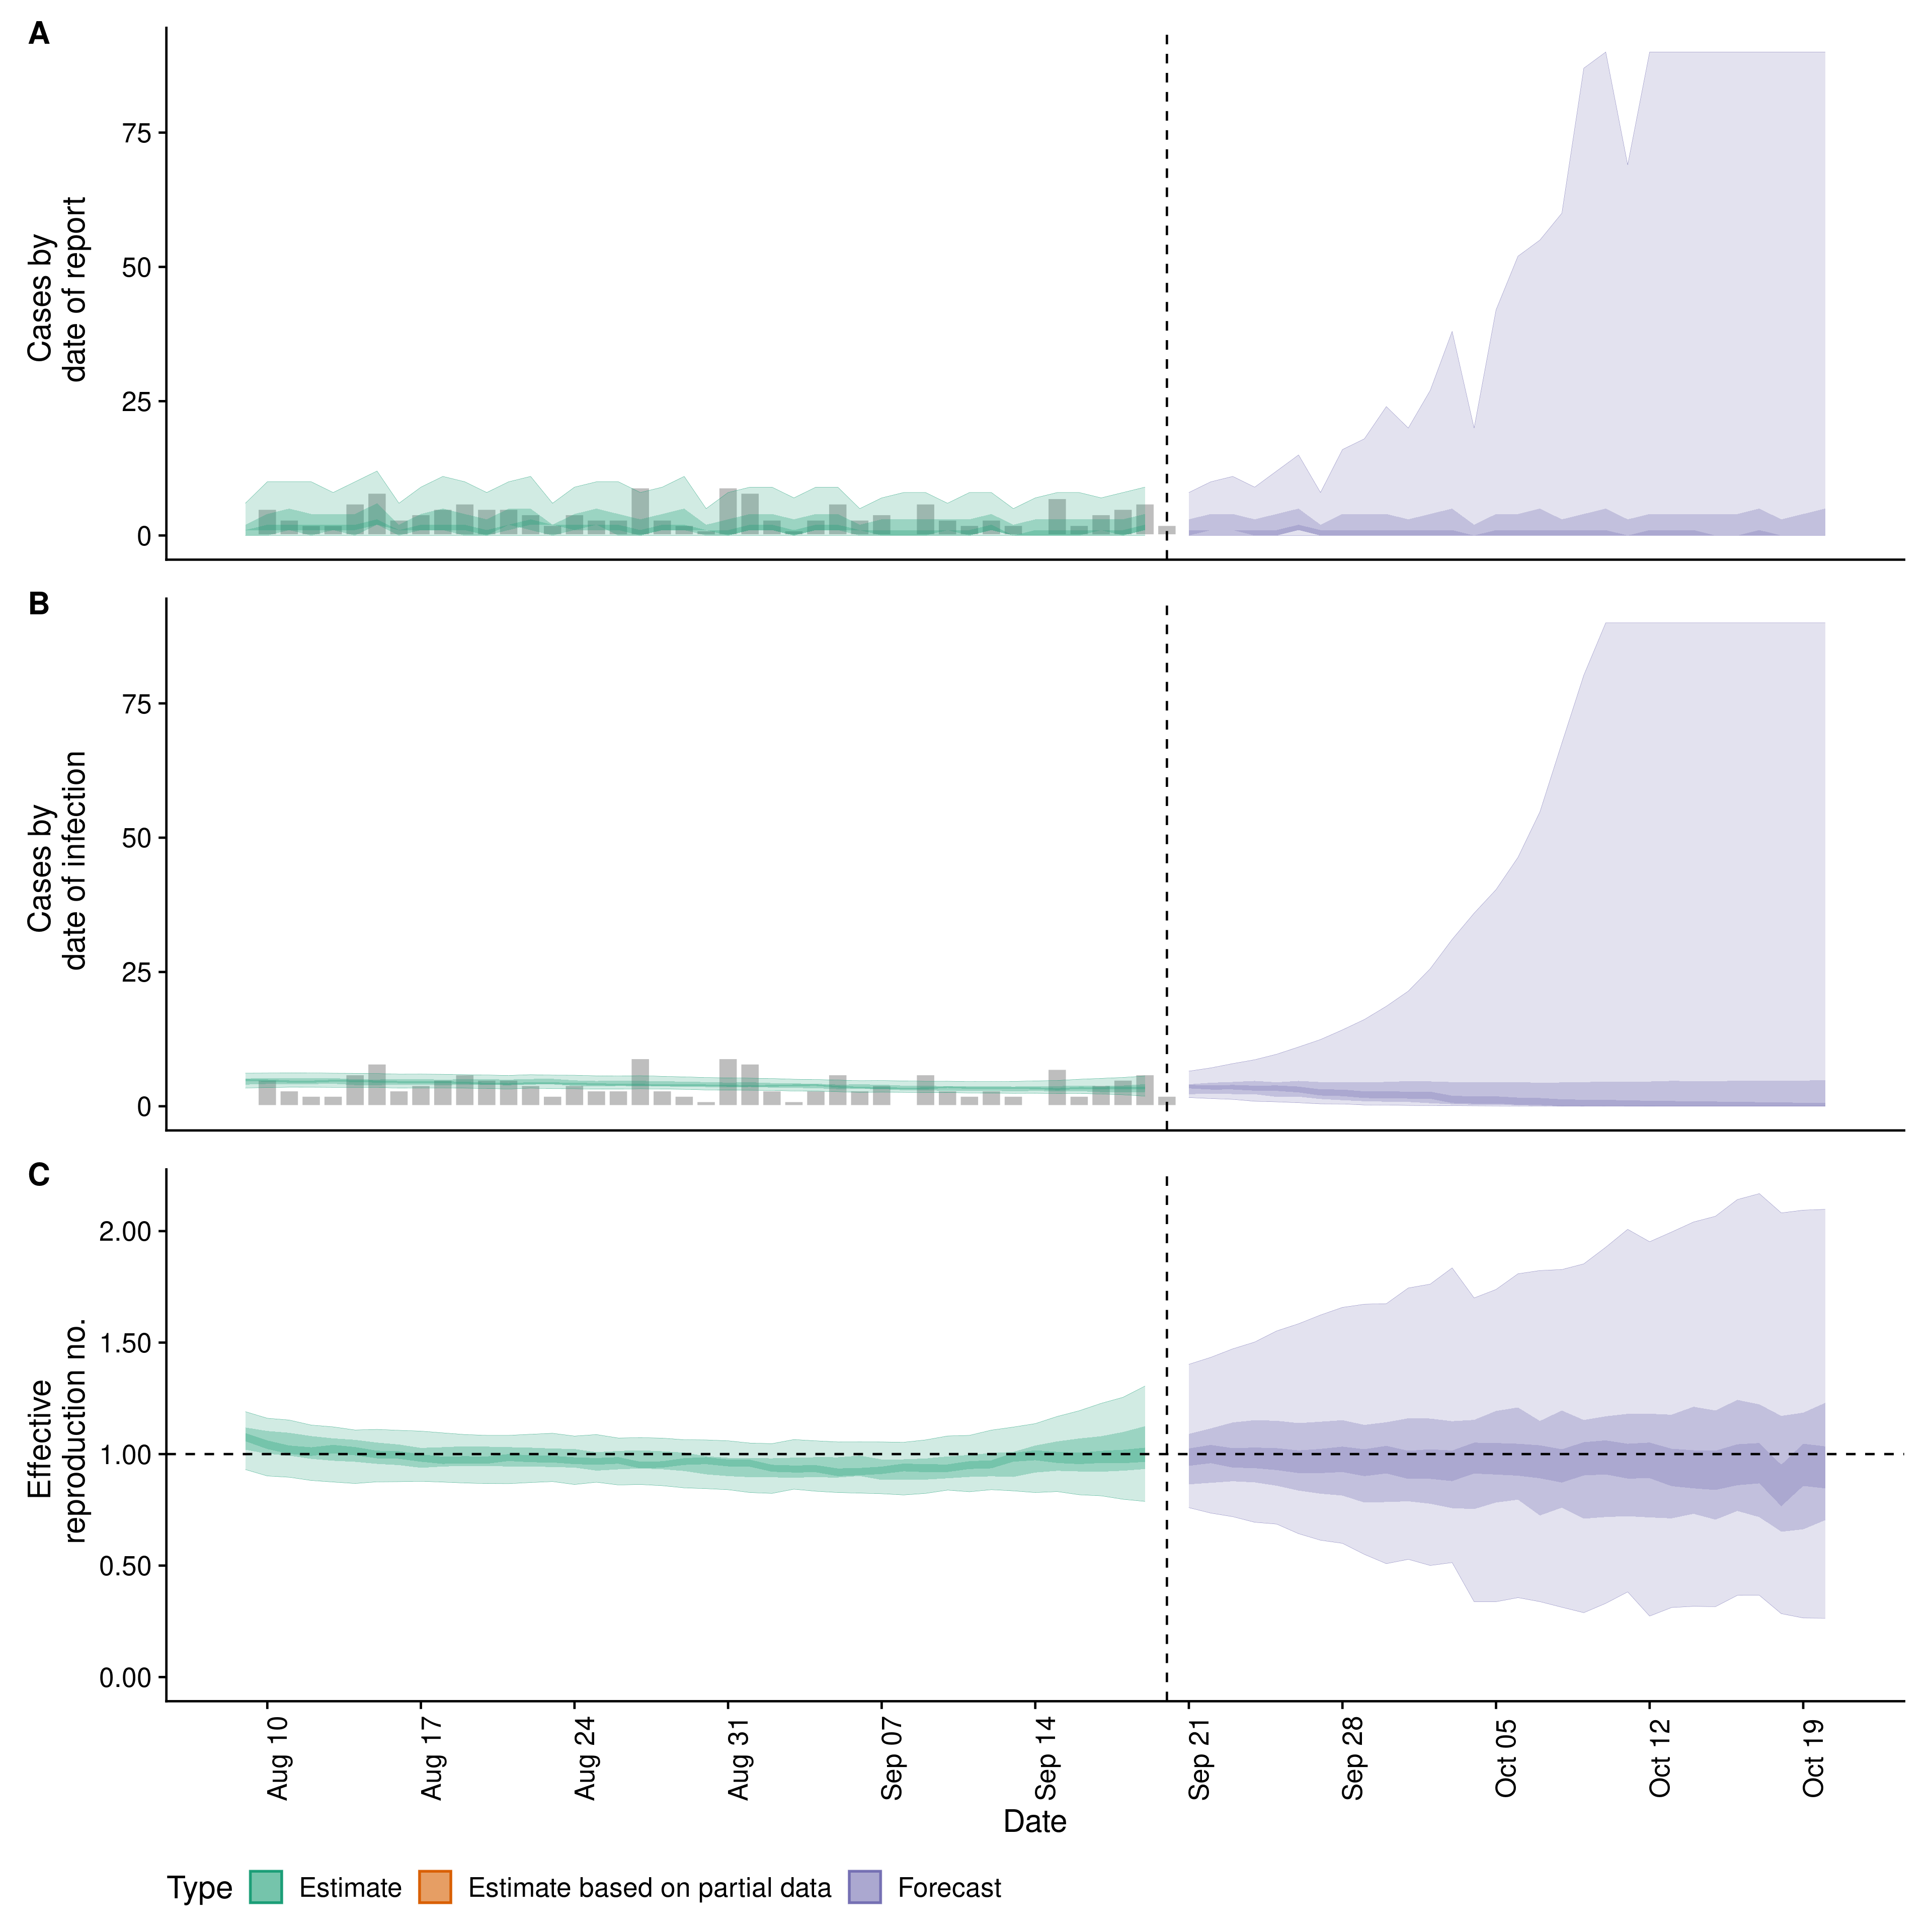 A
Cases by
date of report
75
50
25
0
B
Cases by
date of infection
75
50
25
0
C
Effective
reproduction no.
2.00
1.50
1.00
0.50
0.00
Aug 10
Aug 17
Aug 24
Aug 31
Sep 07
Sep 14
Sep 21
Sep 28
Oct 05
Oct 12
Oct 19
Date
Type Estimate Estimate based on partial data Forecast